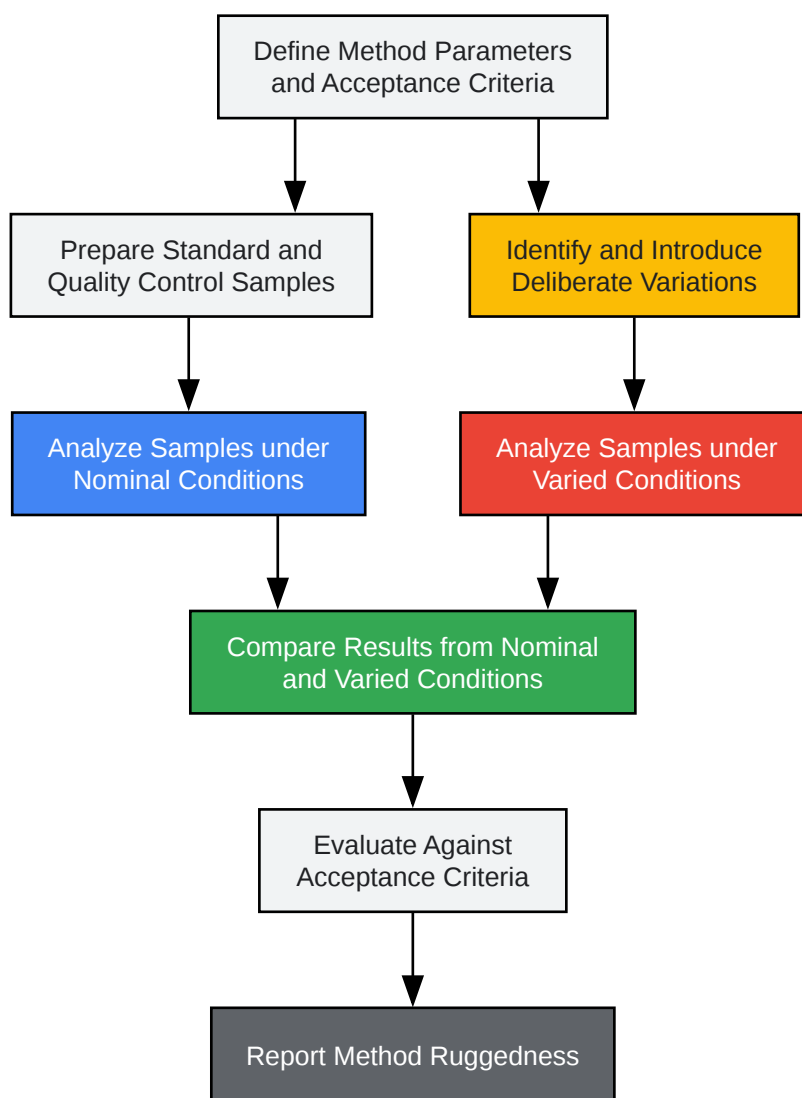 Define Method Parameters
and Acceptance Criteria
Prepare Standard and
Quality Control Samples
Identify and Introduce
Deliberate Variations
Analyze Samples under
Nominal Conditions
Analyze Samples under
Varied Conditions
Compare Results from Nominal
and Varied Conditions
Evaluate Against
Acceptance Criteria
Report Method Ruggedness